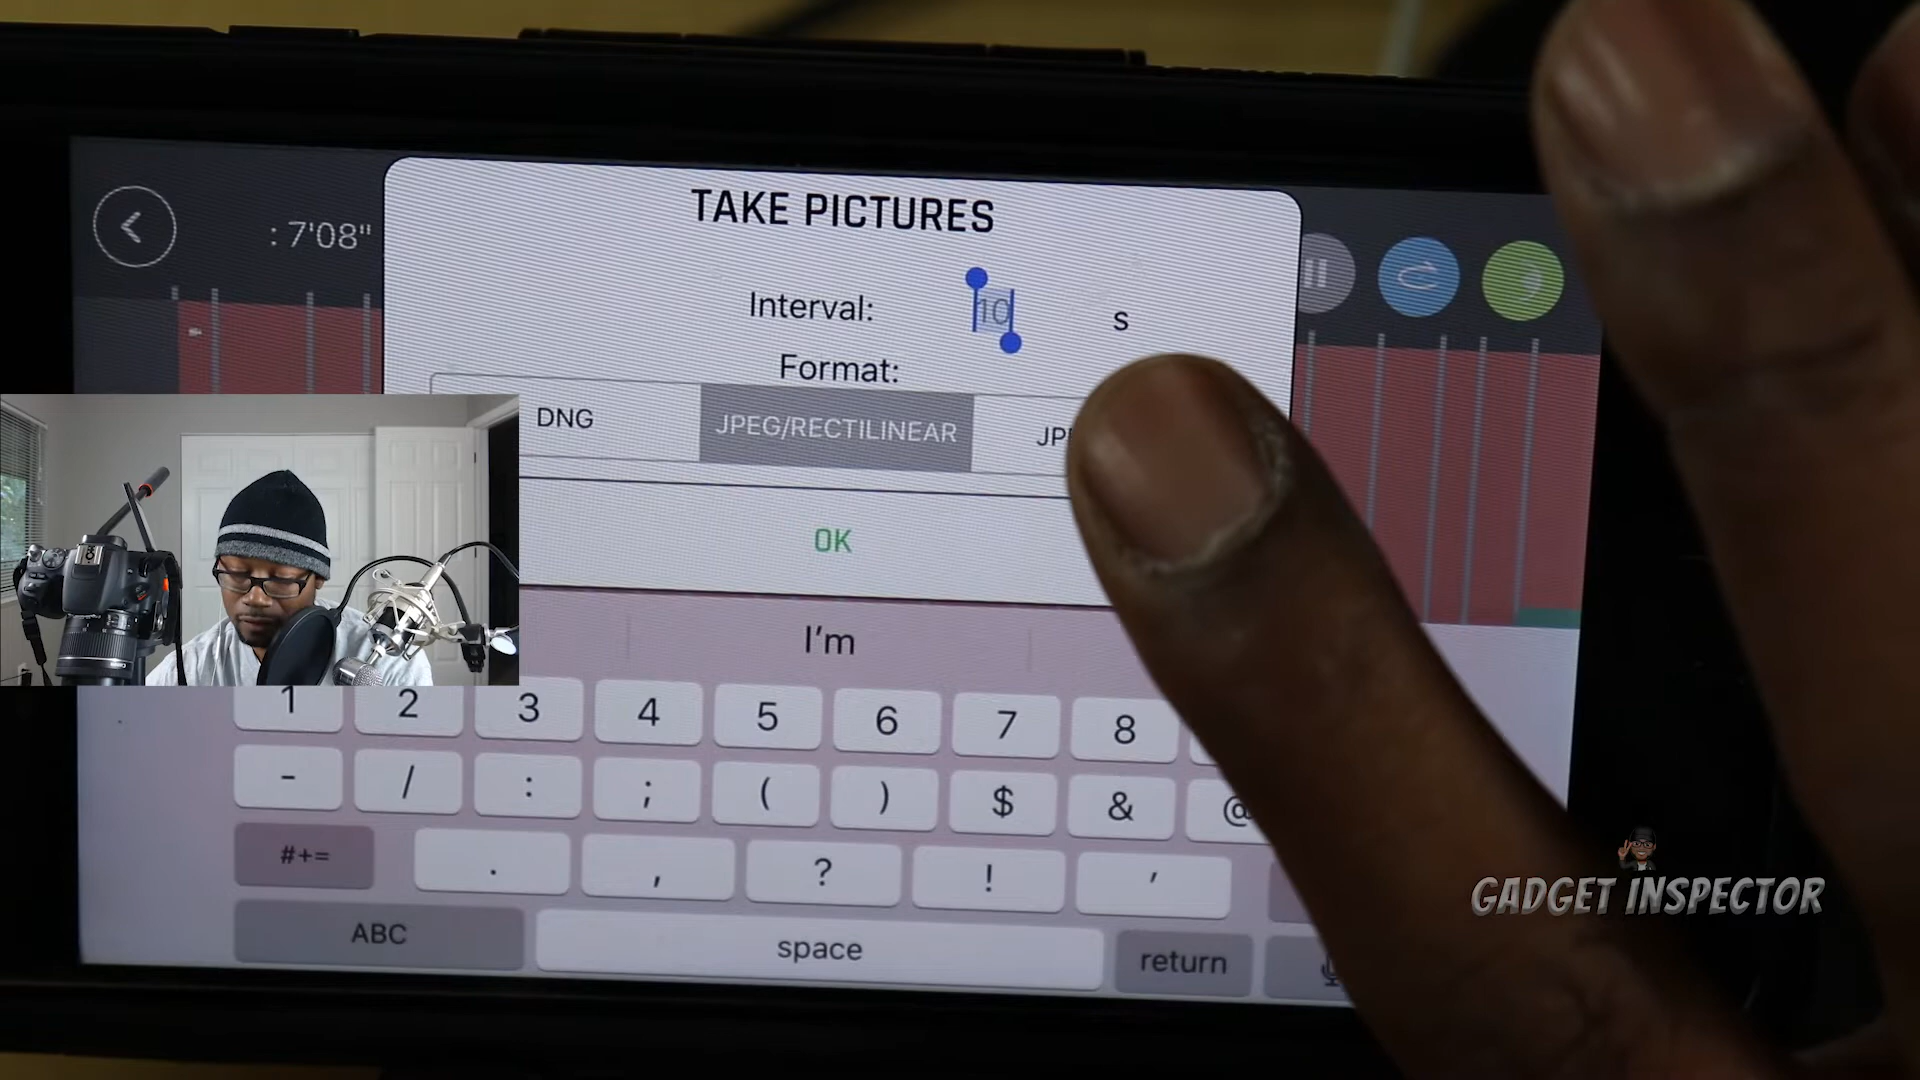 TAKE PICTURES
: 7'08"
Interval: 10 s
Format:
DNG JPEG/RECTILINEAR
OK
I'm
1 2 3 4 5 6 7 8
- / : ; ( ) $ & @
#+= . , ? ! '
ABC space return
GADGET INSPECTOR